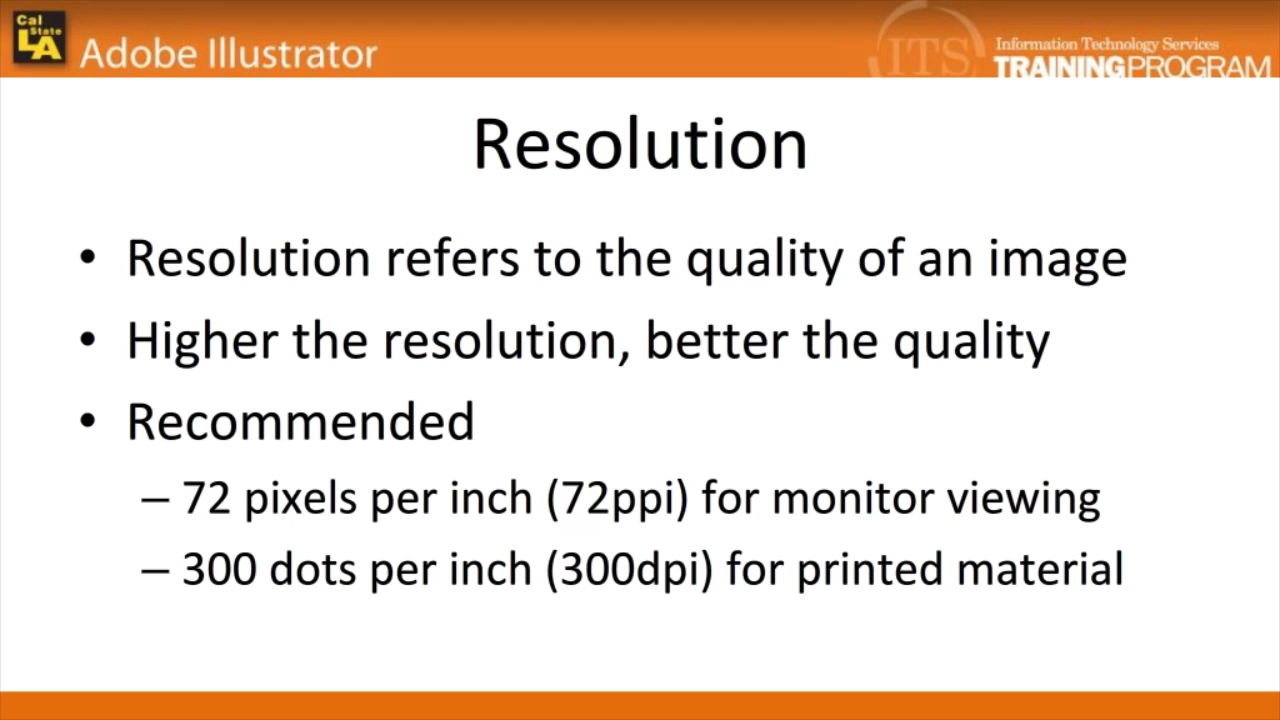 Cal
State
LA
Adobe Illustrator
ITS
Information Technology Services
TRAINING PROGRAM
Resolution
• Resolution refers to the quality of an image
• Higher the resolution, better the quality
• Recommended
– 72 pixels per inch (72ppi) for monitor viewing
– 300 dots per inch (300dpi) for printed material